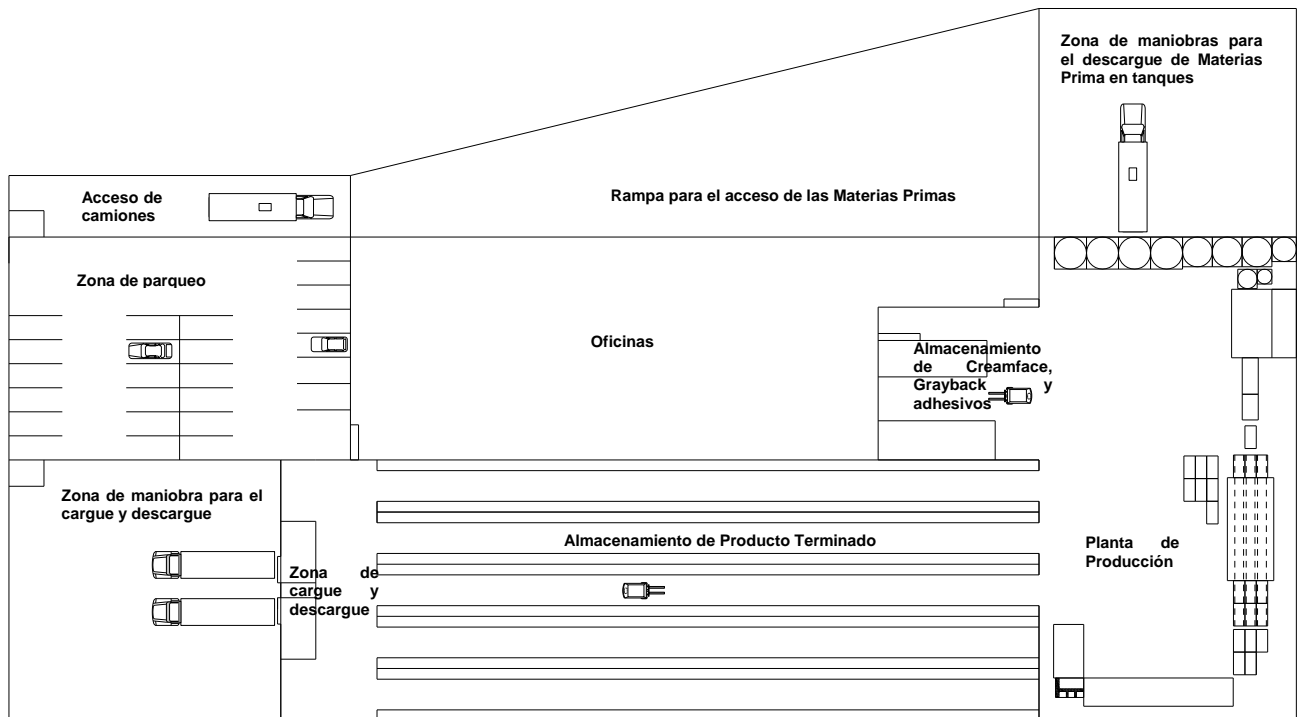 Zona de maniobras para
el descargue de Materias
Prima en tanques
Acceso de
camiones
Rampa para el acceso de las Materias Primas
Zona de parqueo
Oficinas
Almacenamiento
de Creamface,
Grayback y
adhesivos
Zona de maniobra para el
cargue y descargue
Almacenamiento de Producto Terminado
Zona de
cargue y
descargue
Planta de
Producción